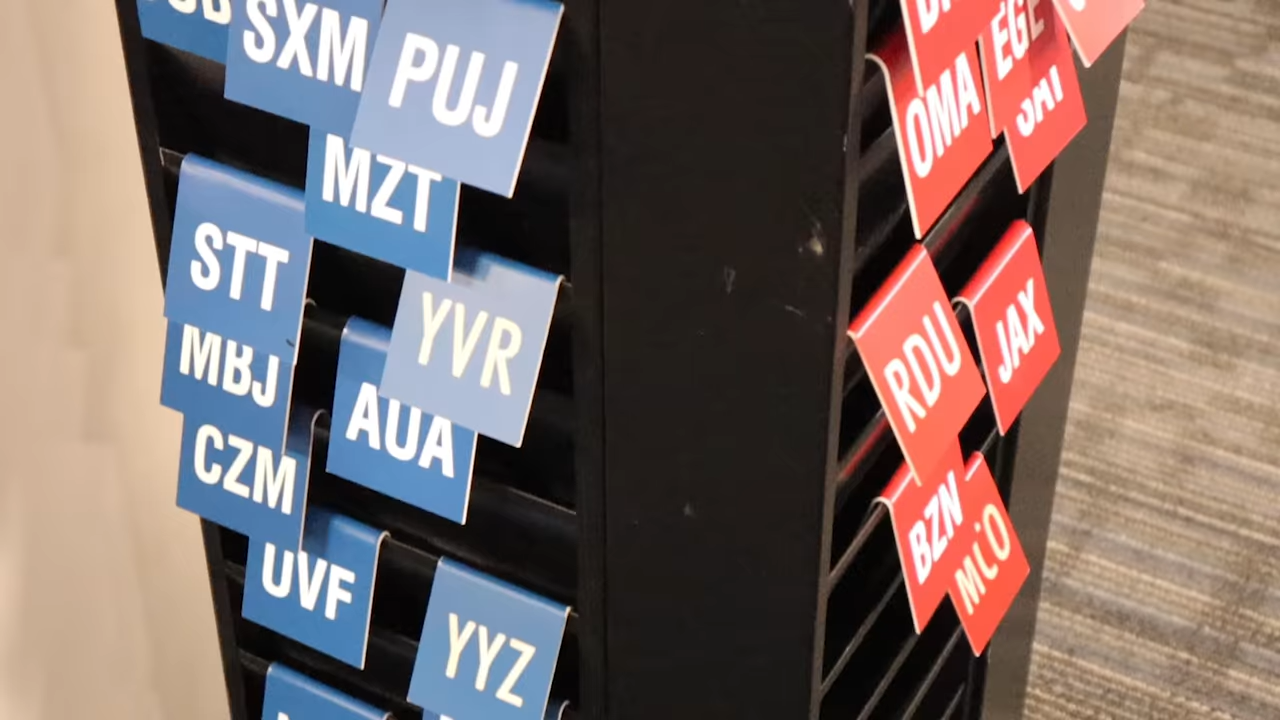 SXM
PUJ
MZT
STT
YVR
MBJ
AUA
CZM
UVF
YYZ
OMA
EGE
RDU
JAX
BZN
MCO